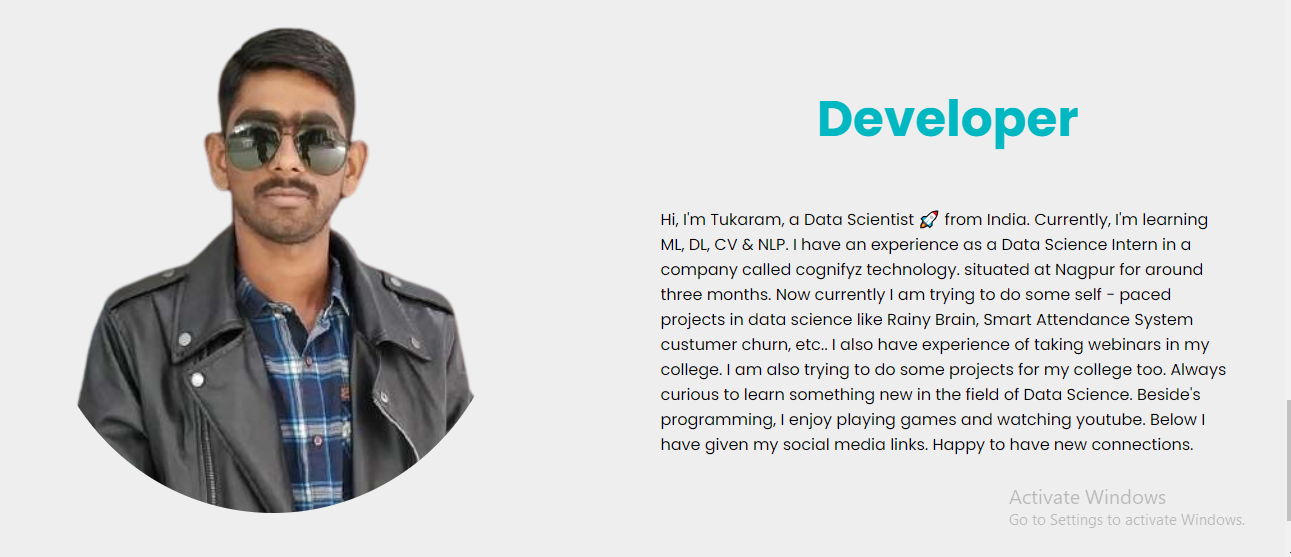 Developer
Hi, I'm Tukaram, a Data Scientist 🚀 from India. Currently, I'm learning
ML, DL, CV & NLP. I have an experience as a Data Science Intern in a
company called cognifyz technology. situated at Nagpur for around
three months. Now currently I am trying to do some self - paced
projects in data science like Rainy Brain, Smart Attendance System
custumer churn, etc.. I also have experience of taking webinars in my
college. I am also trying to do some projects for my college too. Always
curious to learn something new in the field of Data Science. Beside's
programming, I enjoy playing games and watching youtube. Below I
have given my social media links. Happy to have new connections.
Activate Windows
Go to Settings to activate Windows.